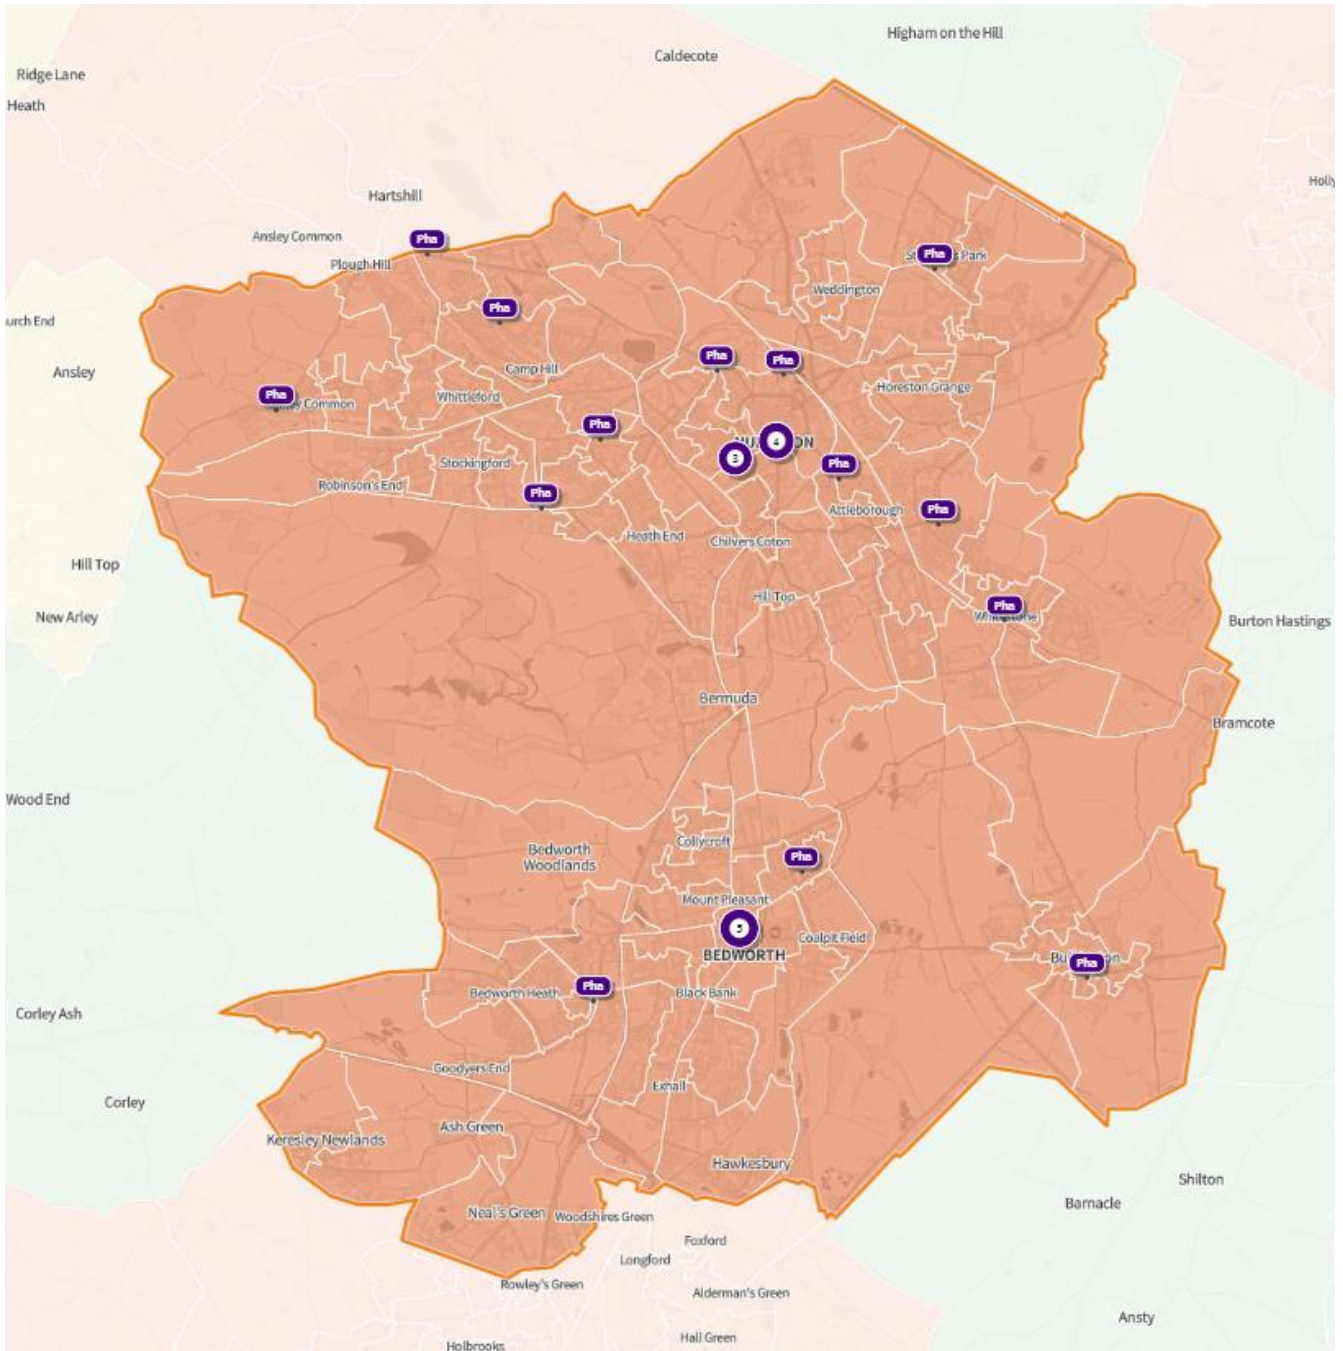 Higham on the Hill
Caldecote
Ridge Lane
Heath
Holly
Hartshill
Ansley Common
Pha
Plough Hill
Pha
Park
Weddington
Pha
urch End
Pha
Pha
Ansley
Camp Hill
Horeston Grange
Pha
Common
Whittleford
Pha
4
ON
3
Stockingford
Pha
Robinson's End
Pha
Attleborough
Pha
Heath End
Chilvers Coton
Hill Top
Hill Top
Pha
New Arley
Burton Hastings
Bermuda
Bramcote
Wood End
Collycroft
Bedworth
Woodlands
Pha
Mount Pleasant
5
Coalpit Field
BEDWORTH
Pha
Bedworth Heath
Pha
Black Bank
Corley Ash
Goodyers End
Exhall
Corley
Ash Green
Keresley Newlands
Hawkesbury
Shilton
Barnacle
Neal's Green
Woodshires Green
Foxford
Longford
Rowley's Green
Alderman's Green
Ansty
Hall Green
Holbrooks